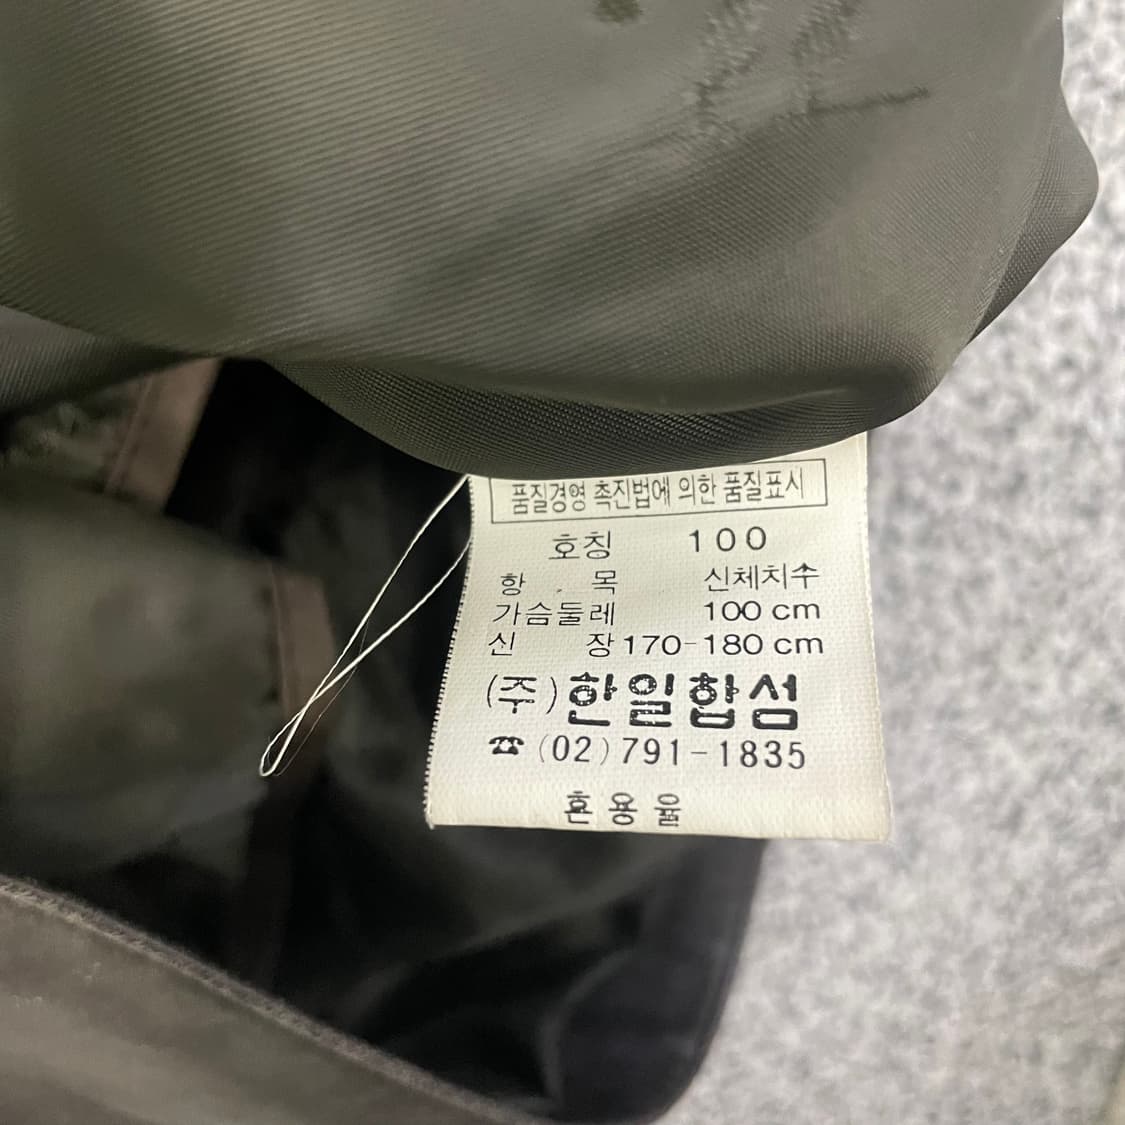 품질경영 촉진법에 의한 품질표시
호칭 100
항 목 신체치수
가슴둘레 100 cm
신 장 170-180 cm
(주)한일합섬
☎ (02)791-1835
혼용율